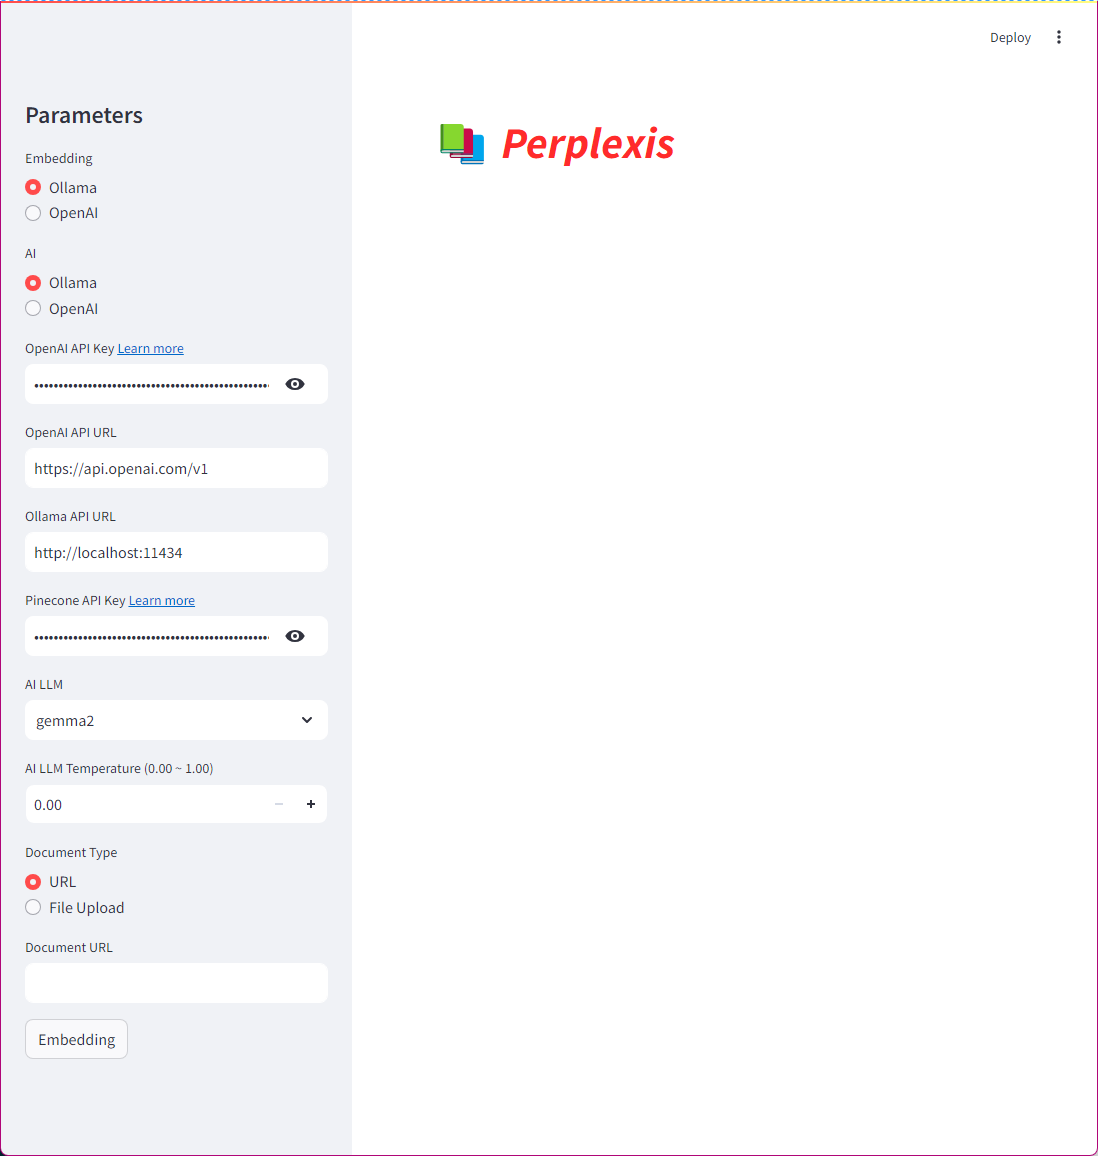 Deploy
Parameters
Embedding
Ollama
OpenAI
AI
Ollama
OpenAI
OpenAI API Key Learn more
••••••••••••••••••••••••••••••••••••••••••••••••
OpenAI API URL
https://api.openai.com/v1
Ollama API URL
http://localhost:11434
Pinecone API Key Learn more
••••••••••••••••••••••••••••••••••••••••••••••••
AI LLM
gemma2
AI LLM Temperature (0.00 ~ 1.00)
0.00
Document Type
URL
File Upload
Document URL
Embedding
Perplexis